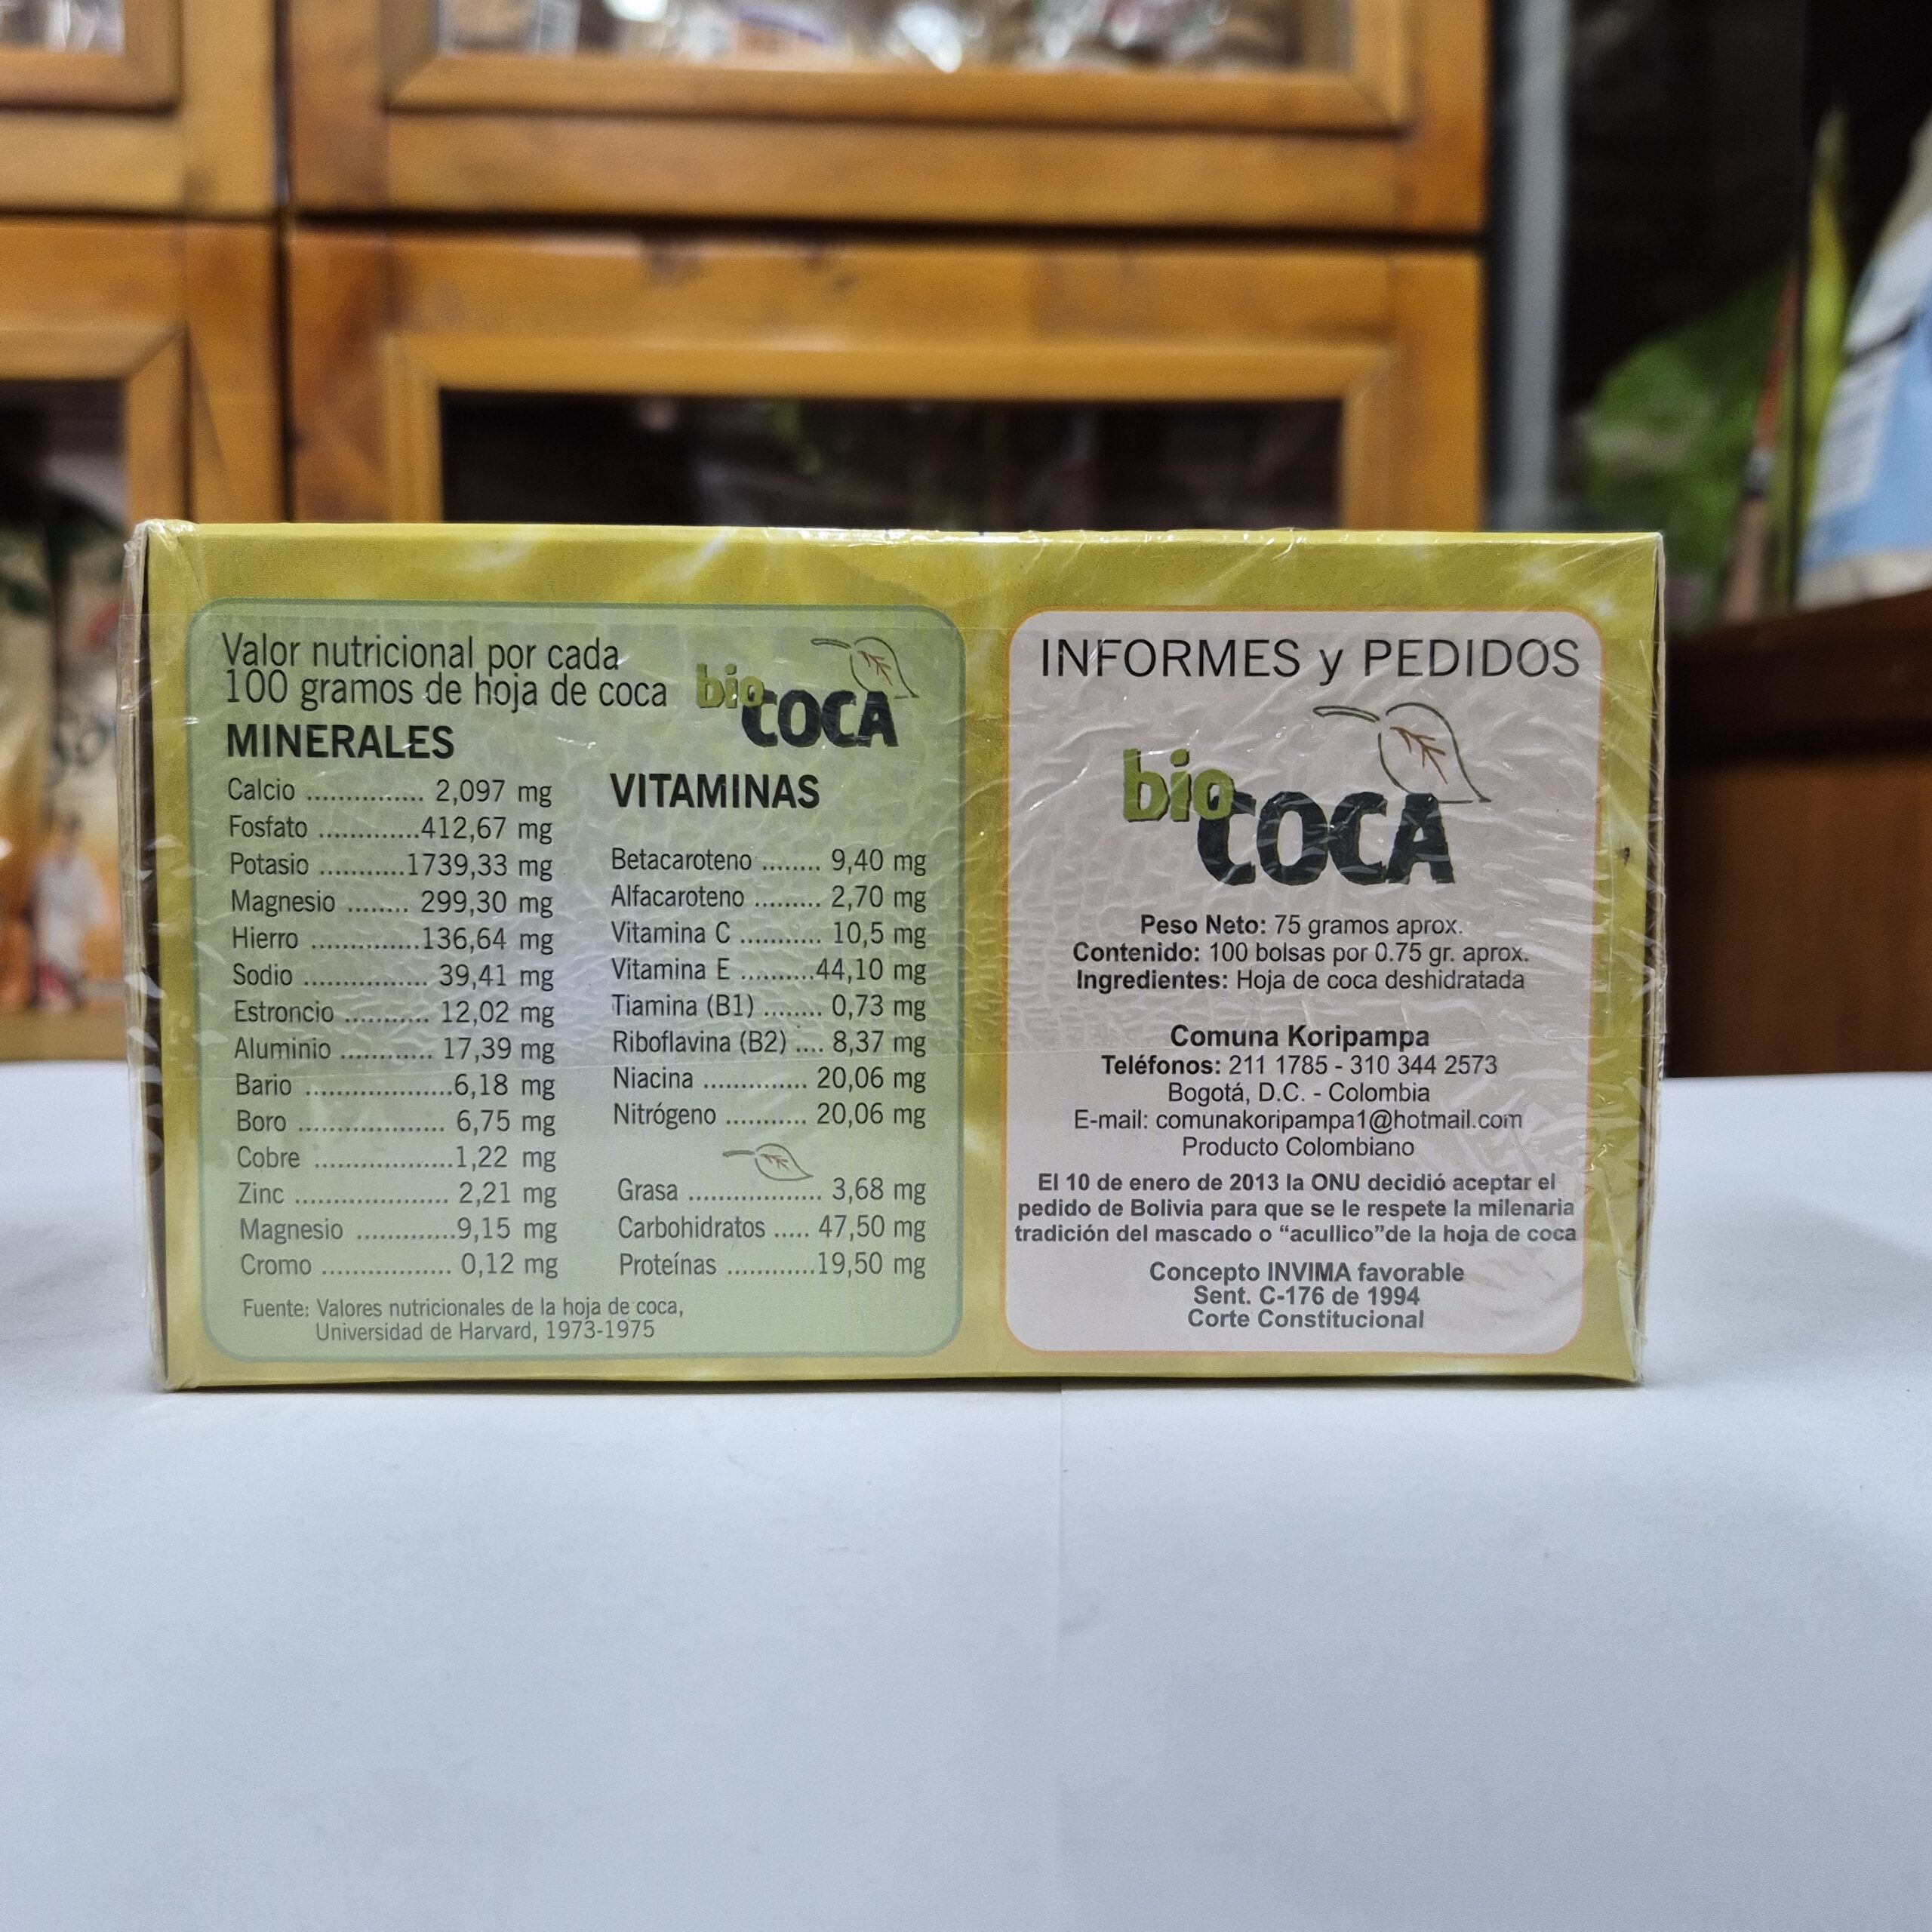 Valor nutricional por cada
100 gramos de hoja de coca
bio
COCA
MINERALES
Calcio ............... 2,097 mg
Fosfato .............412,67 mg
Potasio ...........1739,33 mg
Magnesio ........ 299,30 mg
Hierro ..............136,64 mg
Sodio ................ 39,41 mg
Estroncio ........... 12,02 mg
Aluminio ............ 17,39 mg
Bario ...................6,18 mg
Boro ................... 6,75 mg
Cobre ..................1,22 mg
Zinc .................... 2,21 mg
Magnesio .............9,15 mg
Cromo ................. 0,12 mg
VITAMINAS
Betacaroteno ........ 9,40 mg
Alfacaroteno ......... 2,70 mg
Vitamina C ........... 10,5 mg
Vitamina E ..........44,10 mg
Tiamina (B1) ........ 0,73 mg
Riboflavina (B2) .... 8,37 mg
Niacina .............. 20,06 mg
Nitrógeno ........... 20,06 mg
Grasa .................. 3,68 mg
Carbohidratos ..... 47,50 mg
Proteínas ............19,50 mg
Fuente: Valores nutricionales de la hoja de coca,
Universidad de Harvard, 1973-1975
INFORMES y PEDIDOS
bio
COCA
Peso Neto: 75 gramos aprox.
Contenido: 100 bolsas por 0.75 gr. aprox.
Ingredientes: Hoja de coca deshidratada
Comuna Koripampa
Teléfonos: 211 1785 - 310 344 2573
Bogotá, D.C. - Colombia
E-mail: comunakoripampa1@hotmail.com
Producto Colombiano
El 10 de enero de 2013 la ONU decidió aceptar el
pedido de Bolivia para que se le respete la milenaria
tradición del mascado o “acullico”de la hoja de coca
Concepto INVIMA favorable
Sent. C-176 de 1994
Corte Constitucional